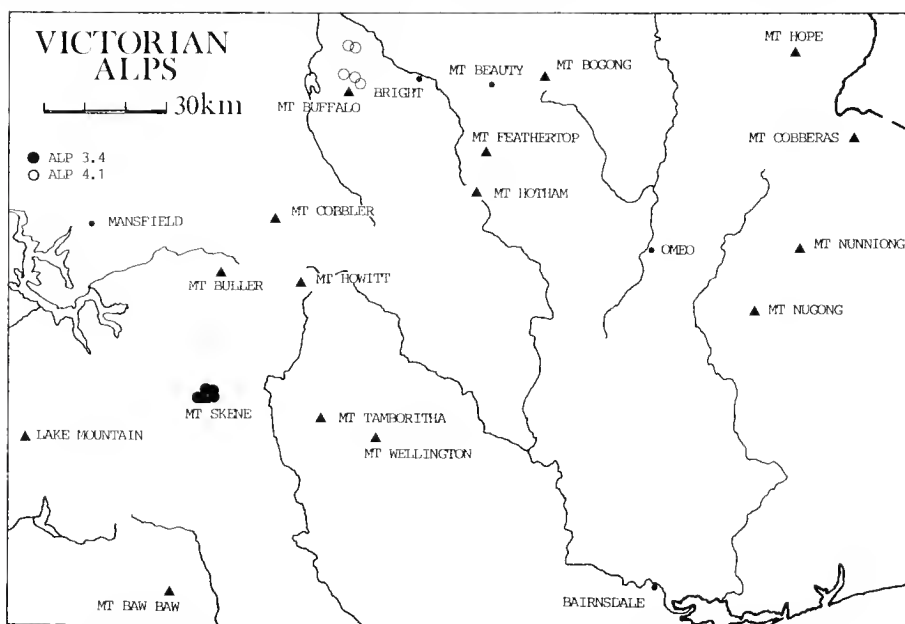 VICTORIAN
ALPS
30km
ALP 3.4
ALP 4.1
MT HOPE
MT BEAUTY
MT BOGONG
BRIGHT
MT BUFFALO
MT FEATHERTOP
MT COBBERAS
MT HOTHAM
MT COBBLER
MANSFIELD
OMEO
MT NUNNIONG
MT BULLER
MT HOWITT
MT NUGONG
MT SKENE
MT TAMBORITHA
LAKE MOUNTAIN
MT WELLINGTON
MT BAW BAW
BAIRNSDALE